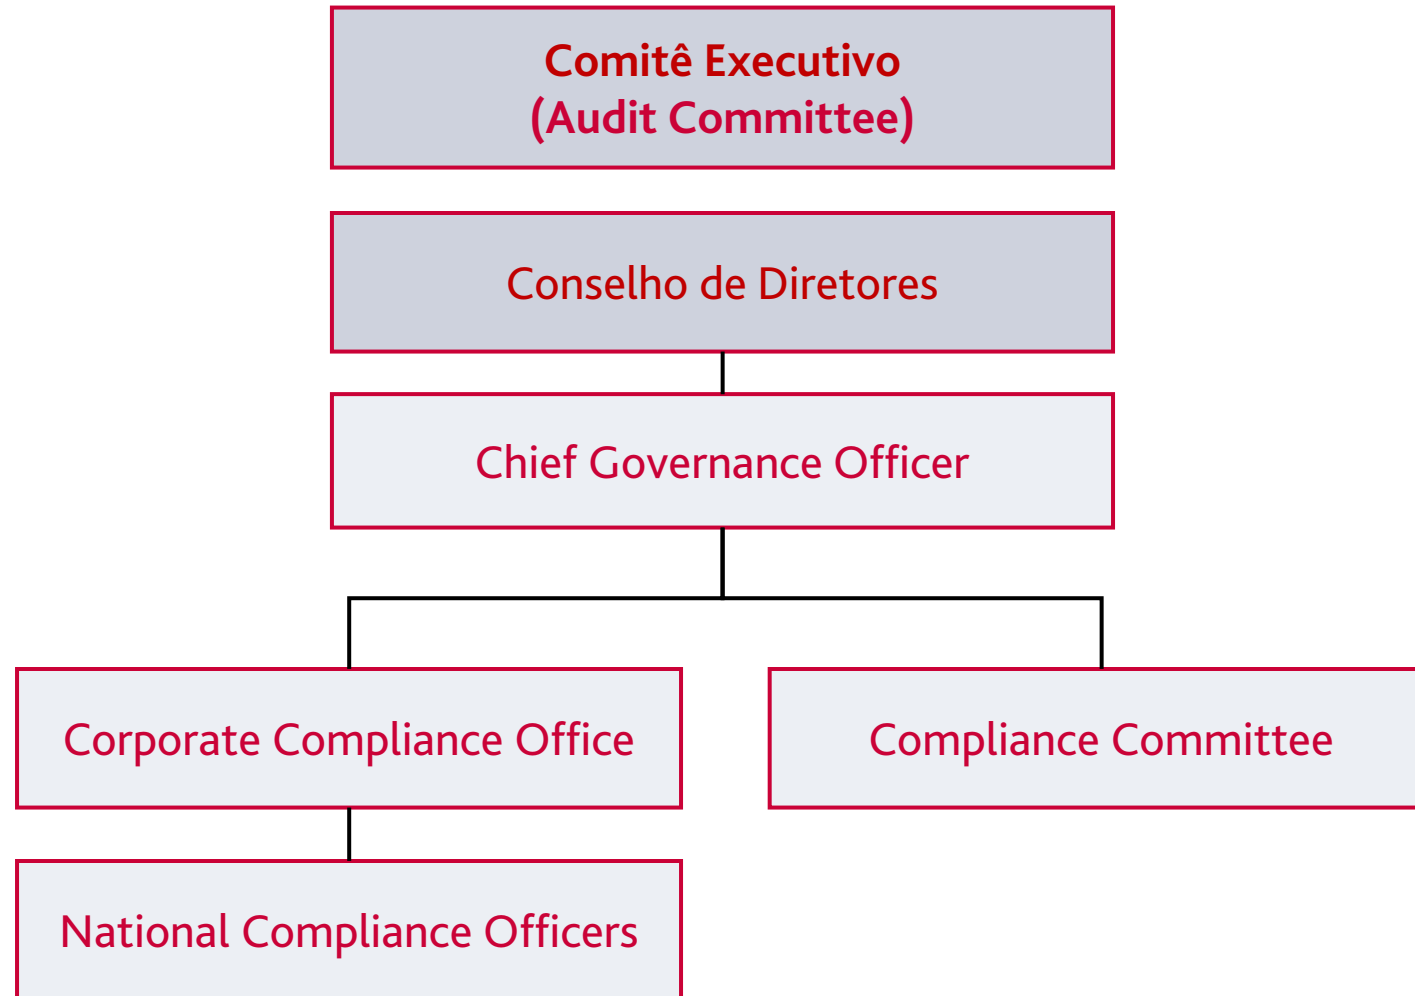 Comitê Executivo
(Audit Committee)
Conselho de Diretores
Chief Governance Officer
Corporate Compliance Office
Compliance Committee
National Compliance Officers